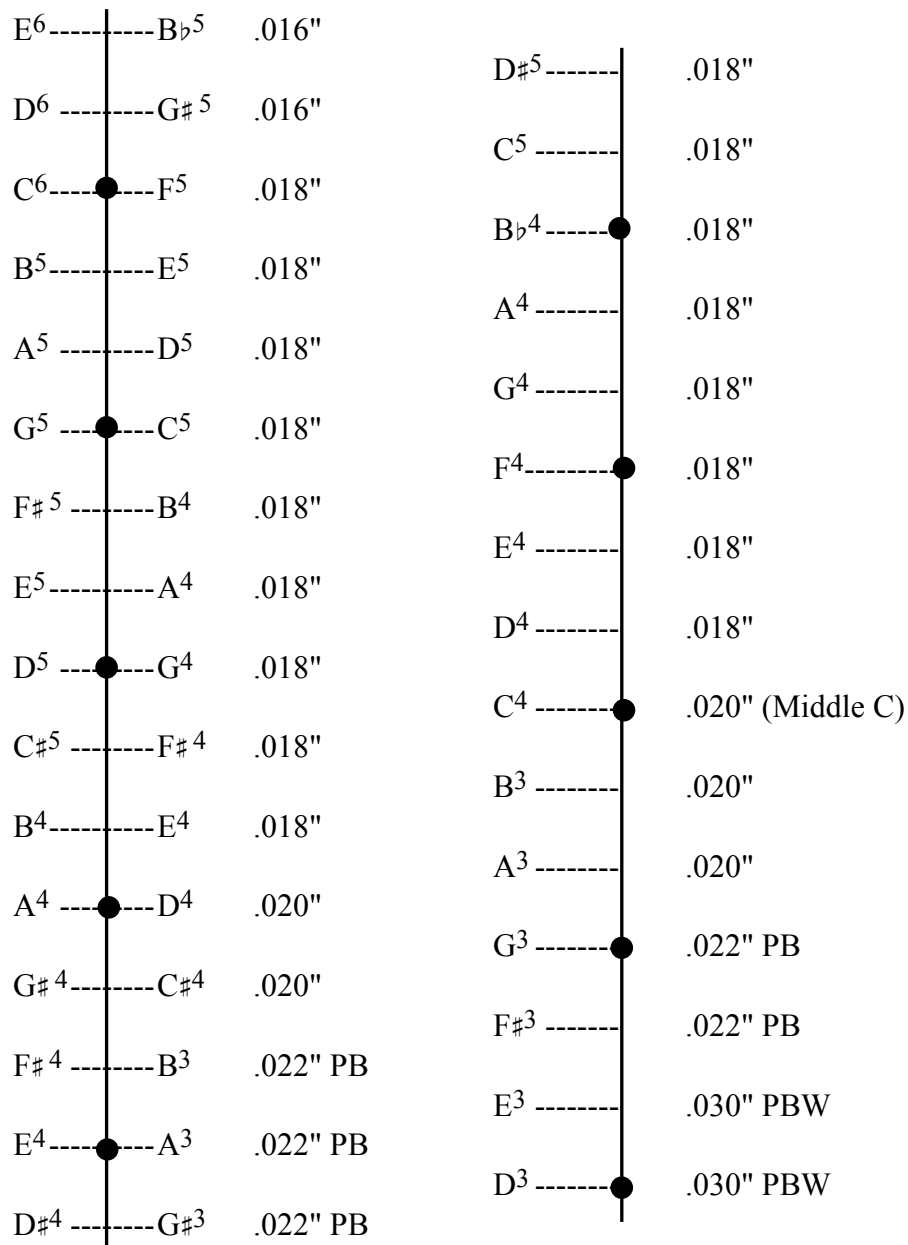 E6---------B♭5 .016"
D6 ---------G♯5 .016"
C6---------F5 .018"
B5---------E5 .018"
A5 ---------D5 .018"
G5 ---------C5 .018"
F♯5 --------B4 .018"
E5---------A4 .018"
D5 ---------G4 .018"
C♯5 --------F♯4 .018"
B4---------E4 .018"
A4 ---------D4 .020"
G♯4 --------C♯4 .020"
F♯4 --------B3 .022" PB
E4---------A3 .022" PB
D♯4 --------G♯3 .022" PB
D♯5------- .018"
C5 -------- .018"
B♭4------- .018"
A4 -------- .018"
G4 -------- .018"
F4--------- .018"
E4 -------- .018"
D4 -------- .018"
C4 -------- .020" (Middle C)
B3 -------- .020"
A3 -------- .020"
G3 -------- .022" PB
F♯3 ------- .022" PB
E3 -------- .030" PBW
D3 -------- .030" PBW